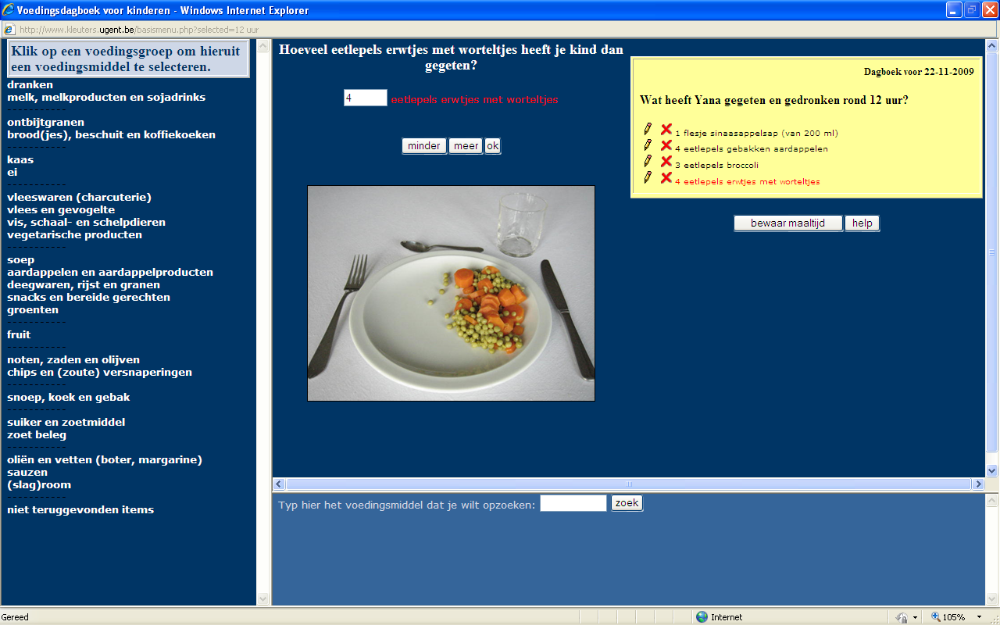 Voedingsdagboek voor kinderen - Windows Internet Explorer
http://www.kleuters.ugent.be/basismenu.php?selected=12 uur
Klik op een voedingsgroep om hieruit
een voedingsmiddel te selecteren.
dranken
melk, melkproducten en sojadrinks
-----------
ontbijtgranen
brood(jes), beschuit en koffiekoeken
-----------
kaas
ei
-----------
vleeswaren (charcuterie)
vlees en gevogelte
vis, schaal- en schelpdieren
vegetarische producten
-----------
soep
aardappelen en aardappelproducten
deegwaren, rijst en granen
snacks en bereide gerechten
groenten
-----------
fruit
-----------
noten, zaden en olijven
chips en (zoute) versnaperingen
-----------
snoep, koek en gebak
-----------
suiker en zoetmiddel
zoet beleg
-----------
oliën en vetten (boter, margarine)
sauzen
(slag)room
-----------
niet teruggevonden items
Hoeveel eetlepels erwtjes met worteltjes heeft je kind dan
gegeten?
4 eetlepels erwtjes met worteltjes
minder meer ok
Dagboek voor 22-11-2009
Wat heeft Yana gegeten en gedronken rond 12 uur?
1 flesje sinaasappelsap (van 200 ml)
4 eetlepels gebakken aardappelen
3 eetlepels broccoli
4 eetlepels erwtjes met worteltjes
bewaar maaltijd help
Typ hier het voedingsmiddel dat je wilt opzoeken: zoek
Gereed Internet 105%